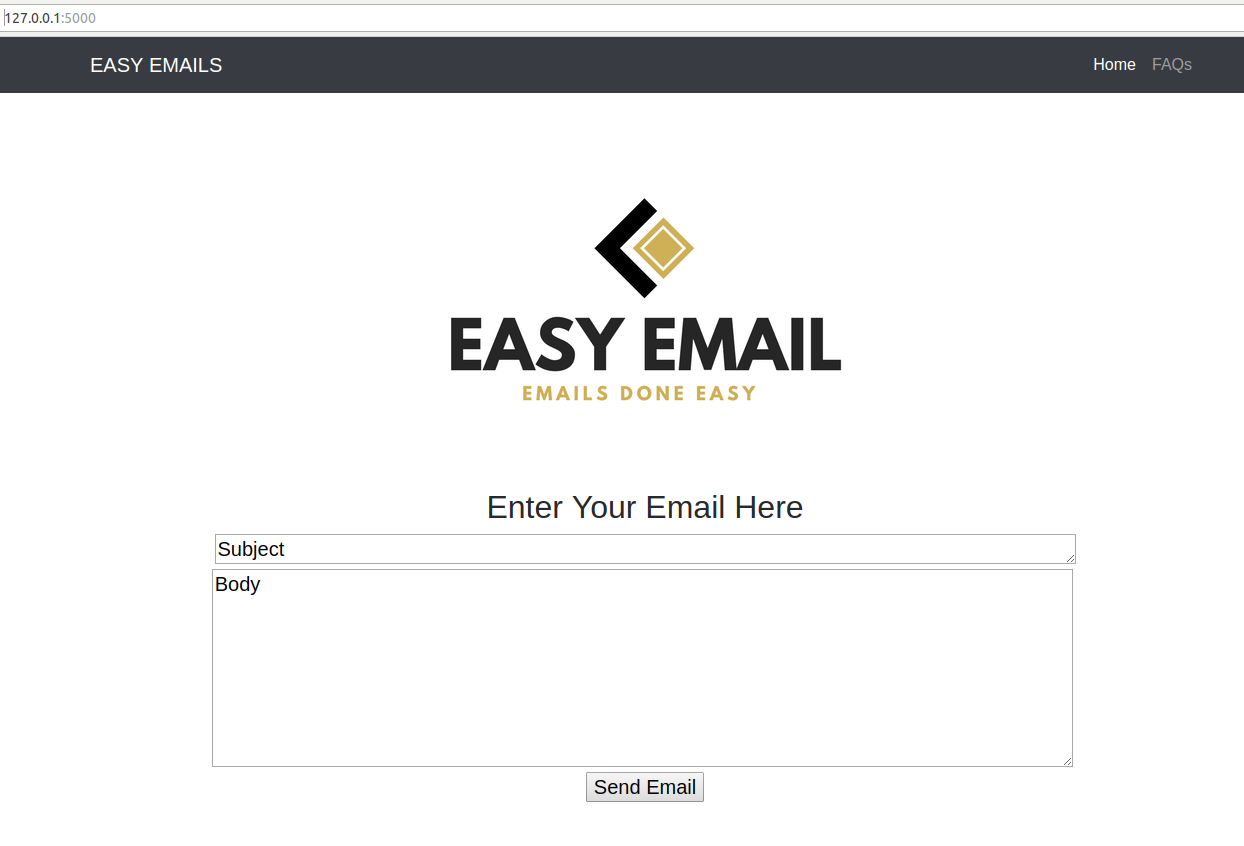 127.0.0.1:5000
EASY EMAILS Home FAQs
EASY EMAIL
EMAILS DONE EASY
Enter Your Email Here
Subject
Body
Send Email